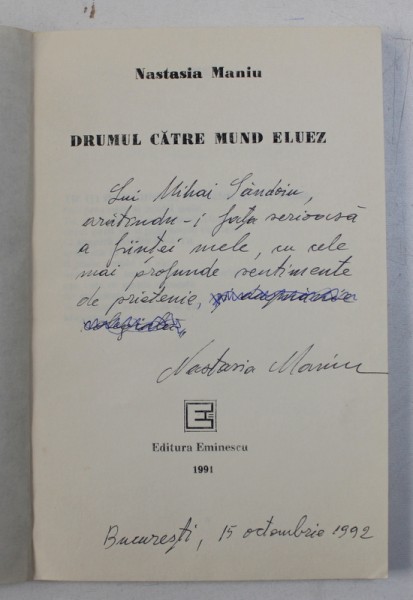 Nastasia Maniu
DRUMUL CĂTRE MUND ELUEZ
Lui Mihai Sândoiu,
arătându-i fața serioasă
a ființei mele, cu cele
mai profunde sentimente
de prietenie,
Nastasia Maniu
Editura Eminescu
1991
București, 15 octombrie 1992